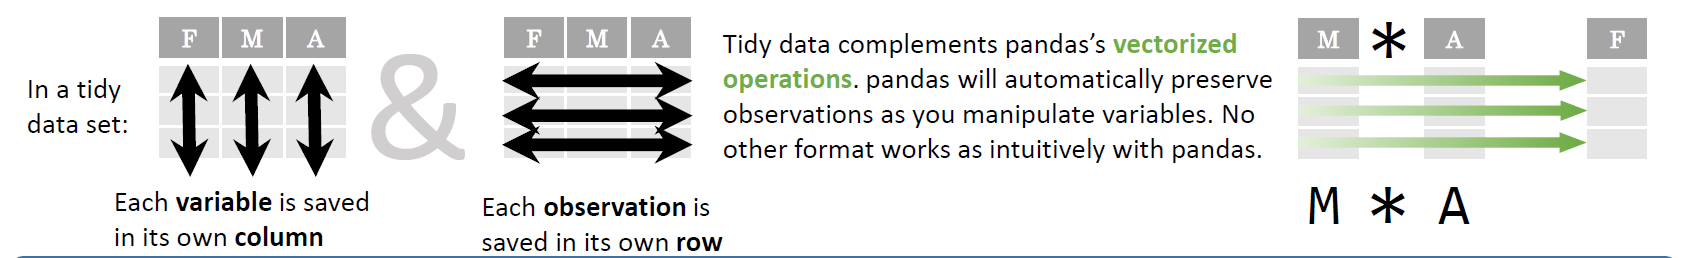 In a tidy
data set:
F M A
Each variable is saved
in its own column
&
F M A
Each observation is
saved in its own row
Tidy data complements pandas’s vectorized
operations. pandas will automatically preserve
observations as you manipulate variables. No
other format works as intuitively with pandas.
M * A F
M * A